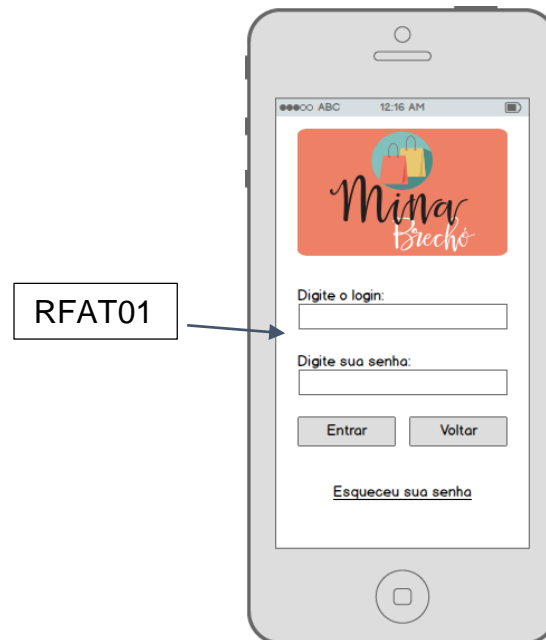 ABC 12:16 AM
Mina
Brechó
RFAT01
Digite o login:
Digite sua senha:
Entrar Voltar
Esqueceu sua senha